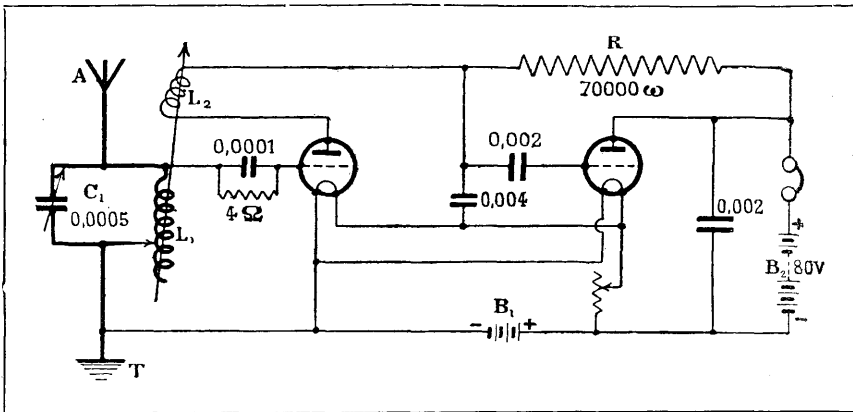 A
L₂
R
70000 ω
0,0001
4 Ω
0,002
0,004
0,002
C₁
0,0005
L₁
+
B₂ 80V
-
B₁
- +
T